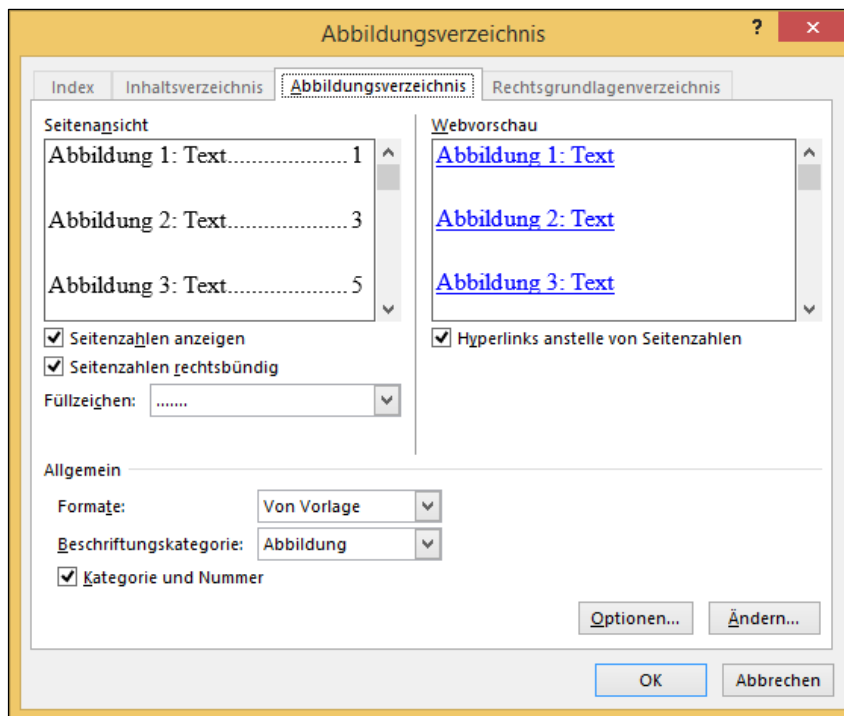 Abbildungsverzeichnis
?
Index
Inhaltsverzeichnis
Abbildungsverzeichnis
Rechtsgrundlagenverzeichnis
Seitenansicht
Abbildung 1: Text..................... 1
Abbildung 2: Text..................... 3
Abbildung 3: Text..................... 5
Seitenzahlen anzeigen
Seitenzahlen rechtsbündig
Füllzeichen: .......
Webvorschau
Abbildung 1: Text
Abbildung 2: Text
Abbildung 3: Text
Hyperlinks anstelle von Seitenzahlen
Allgemein
Formate: Von Vorlage
Beschriftungskategorie: Abbildung
Kategorie und Nummer
Optionen...
Ändern...
OK
Abbrechen